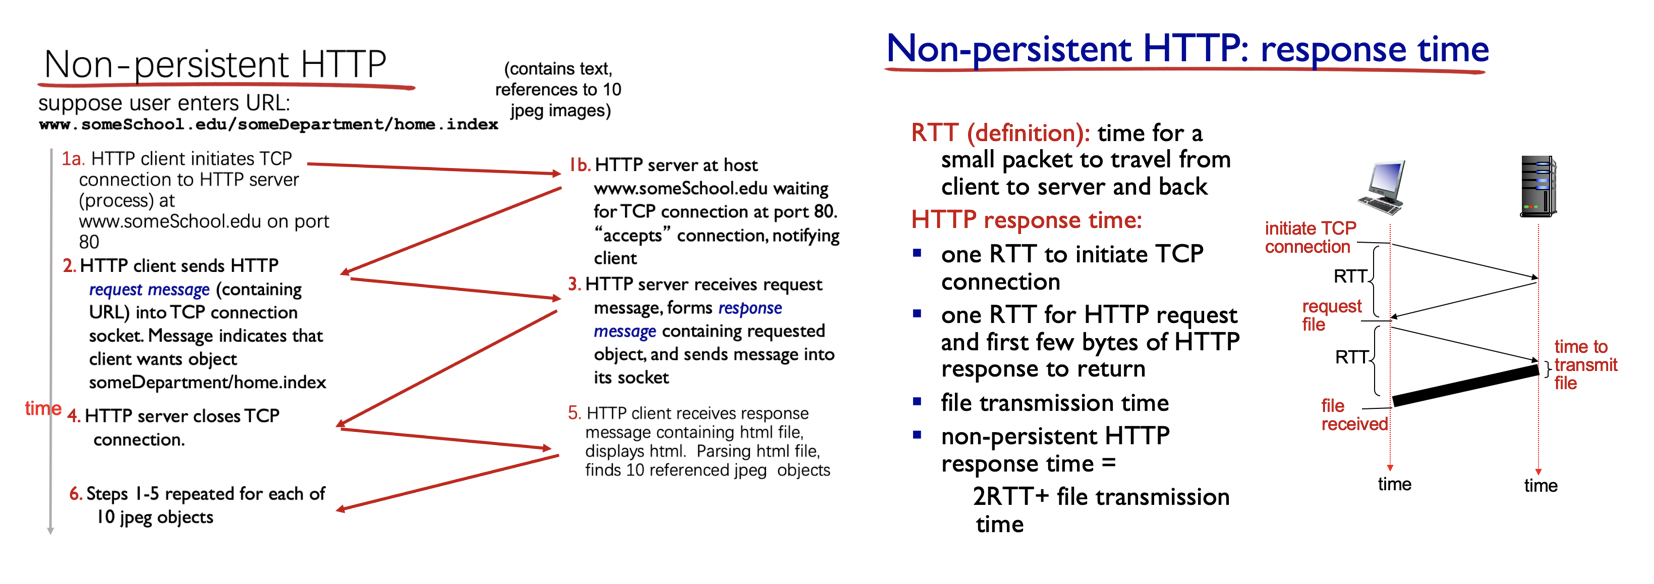 Non-persistent HTTP
(contains text,
references to 10
jpeg images)
suppose user enters URL:
www.someSchool.edu/someDepartment/home.index
1a. HTTP client initiates TCP
connection to HTTP server
(process) at
www.someSchool.edu on port
80
1b. HTTP server at host
www.someSchool.edu waiting
for TCP connection at port 80.
“accepts” connection, notifying
client
2. HTTP client sends HTTP
request message (containing
URL) into TCP connection
socket. Message indicates that
client wants object
someDepartment/home.index
3. HTTP server receives request
message, forms response
message containing requested
object, and sends message into
its socket
time
4. HTTP server closes TCP
connection.
5. HTTP client receives response
message containing html file,
displays html. Parsing html file,
finds 10 referenced jpeg objects
6. Steps 1-5 repeated for each of
10 jpeg objects
Non-persistent HTTP: response time
RTT (definition): time for a
small packet to travel from
client to server and back
HTTP response time:
▪ one RTT to initiate TCP
connection
▪ one RTT for HTTP request
and first few bytes of HTTP
response to return
▪ file transmission time
▪ non-persistent HTTP
response time =
2RTT+ file transmission
time
initiate TCP
connection
RTT
request
file
RTT
time to
transmit
file
file
received
time
time